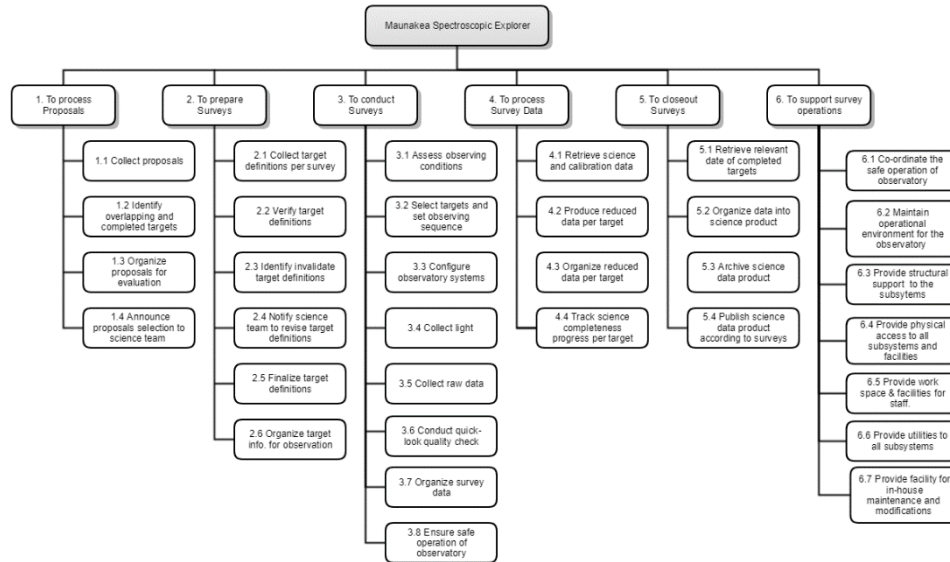 Maunakea Spectroscopic Explorer
1. To process
Proposals
1.1 Collect proposals
1.2 Identify
overlapping and
completed targets
1.3 Organize
proposals for
evaluation
1.4 Announce
proposals selection to
science team
2. To prepare
Surveys
2.1 Collect target
definitions per survey
2.2 Verify target
definitions
2.3 Identify invalidate
target definitions
2.4 Notify science
team to revise target
definitions
2.5 Finalize target
definitions
2.6 Organize target
info. for observation
3. To conduct
Surveys
3.1 Assess observing
conditions
3.2 Select targets and
set observing
sequence
3.3 Configure
observatory systems
3.4 Collect light
3.5 Collect raw data
3.6 Conduct quick-
look quality check
3.7 Organize survey
data
3.8 Ensure safe
operation of
observatory
4. To process
Survey Data
4.1 Retrieve science
and calibration data
4.2 Produce reduced
data per target
4.3 Organize reduced
data per target
4.4 Track science
completeness
progress per target
5. To closeout
Surveys
5.1 Retrieve relevant
date of completed
targets
5.2 Organize data into
science product
5.3 Archive science
data product
5.4 Publish science
data product
according to surveys
6. To support survey
operations
6.1 Co-ordinate the
safe operation of
observatory
6.2 Maintain
operational
environment for the
observatory
6.3 Provide structural
support to the
subsytems
6.4 Provide physical
access to all
subsystems and
facilities
6.5 Provide work
space & facilities for
staff.
6.6 Provide utilities to
all subsystems
6.7 Provide facility for
in-house
maintenance and
modifications